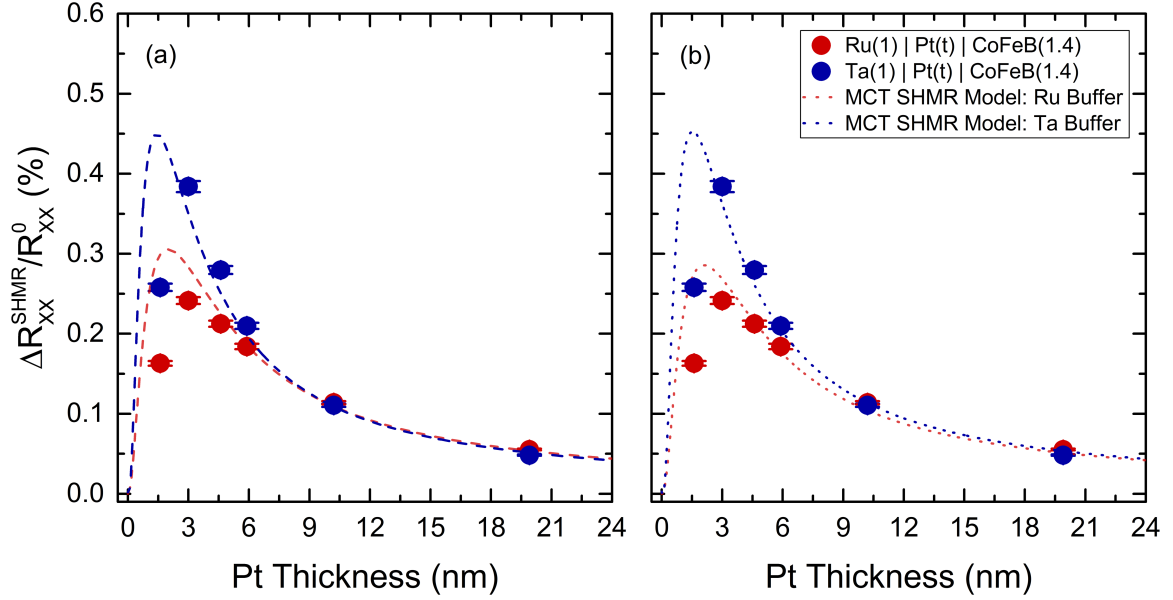 0.6
0.5
0.4
0.3
0.2
0.1
0.0
ΔR_xx^SHMR/R_xx^0 (%)
(a)
0 3 6 9 12 15 18 21 24
Pt Thickness (nm)
(b)
Ru(1) | Pt(t) | CoFeB(1.4)
Ta(1) | Pt(t) | CoFeB(1.4)
MCT SHMR Model: Ru Buffer
MCT SHMR Model: Ta Buffer
0 3 6 9 12 15 18 21 24
Pt Thickness (nm)